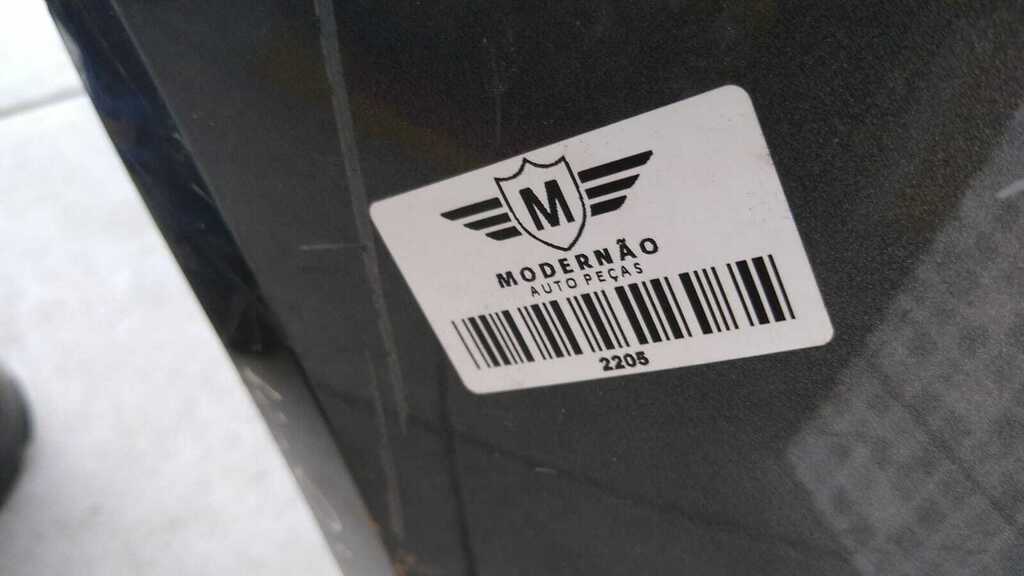 M
MODERNÃO
AUTO PEÇAS
2205